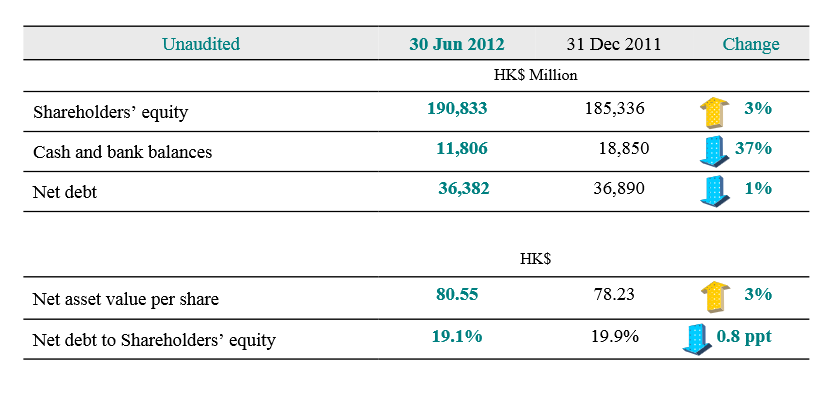 Unaudited 30 Jun 2012 31 Dec 2011 Change
HK$ Million
Shareholders’ equity 190,833 185,336 3%
Cash and bank balances 11,806 18,850 37%
Net debt 36,382 36,890 1%
HK$
Net asset value per share 80.55 78.23 3%
Net debt to Shareholders’ equity 19.1% 19.9% 0.8 ppt